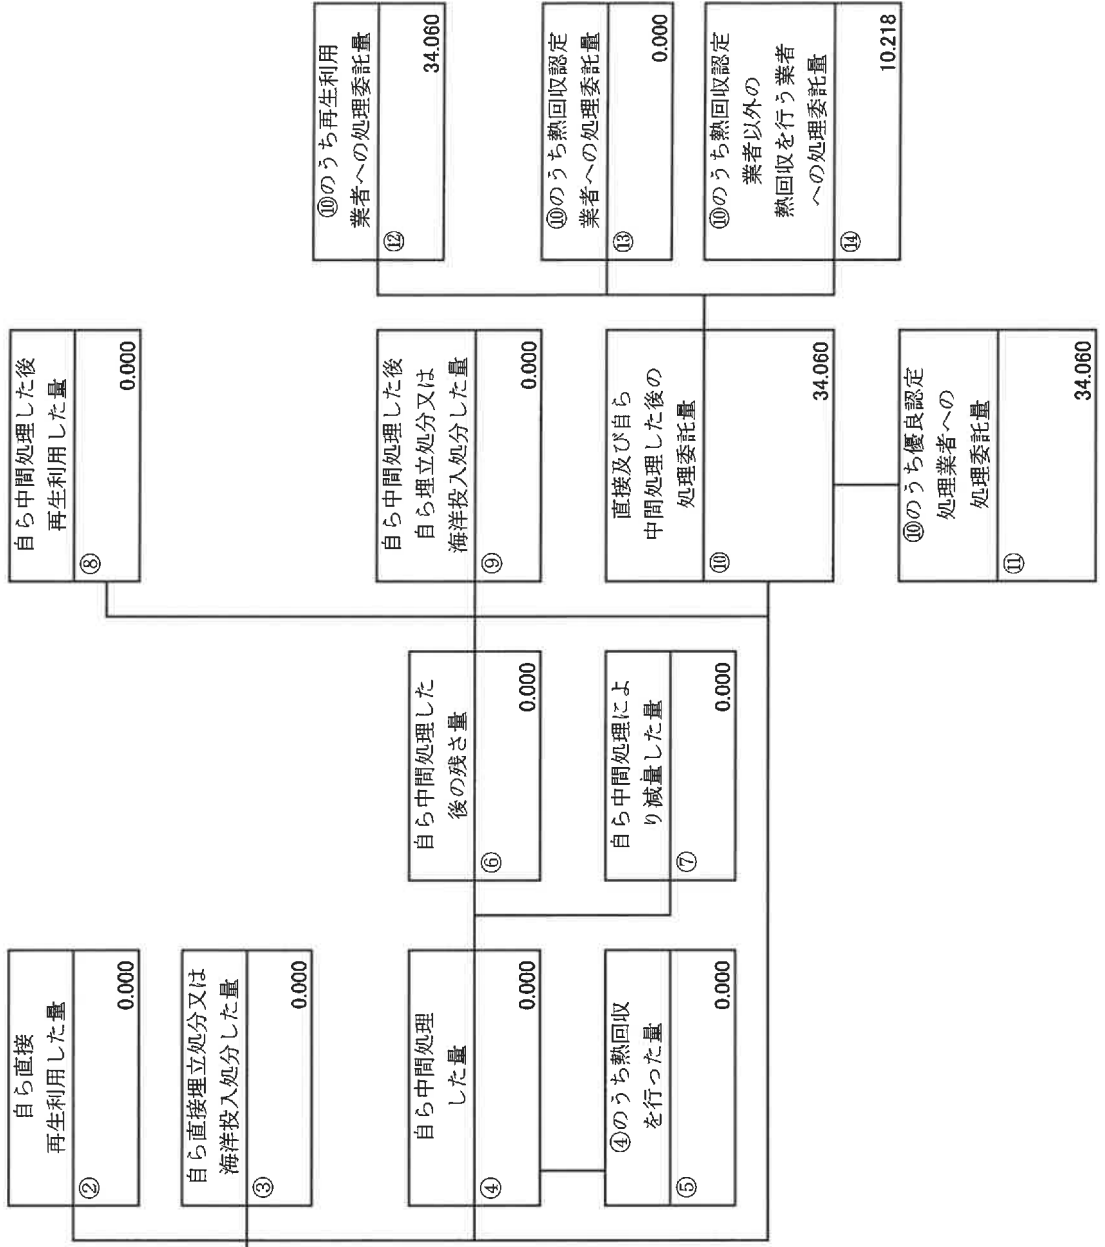 自ら直接
再生利用した量
②
0.000
自ら直接埋立処分又は
海洋投入処分した量
③
0.000
自ら中間処理
した量
④
0.000
④のうち熱回収
を行った量
⑤
0.000
自ら中間処理した
後の残さ量
⑥
0.000
自ら中間処理によ
り減量した量
⑦
0.000
自ら中間処理した後
再生利用した量
⑧
0.000
自ら中間処理した後
自ら埋立処分又は
海洋投入処分した量
⑨
0.000
直接及び自ら
中間処理した後の
処理委託量
⑩
34.060
⑩のうち優良認定
処理業者への
処理委託量
⑪
34.060
⑩のうち再生利用
業者への処理委託量
⑫
34.060
⑩のうち熱回収認定
業者への処理委託量
⑬
0.000
⑩のうち熱回収認定
業者以外の
熱回収を行う業者
への処理委託量
⑭
10.218